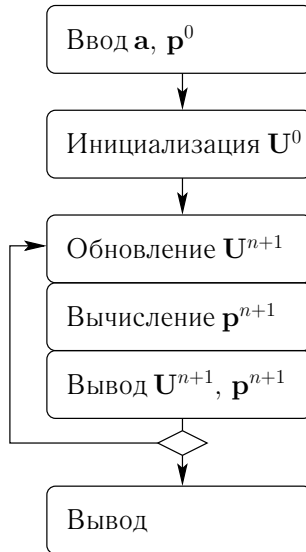 Ввод a, p⁰
Инициализация U⁰
Обновление Uⁿ⁺¹
Вычисление pⁿ⁺¹
Вывод Uⁿ⁺¹, pⁿ⁺¹
Вывод